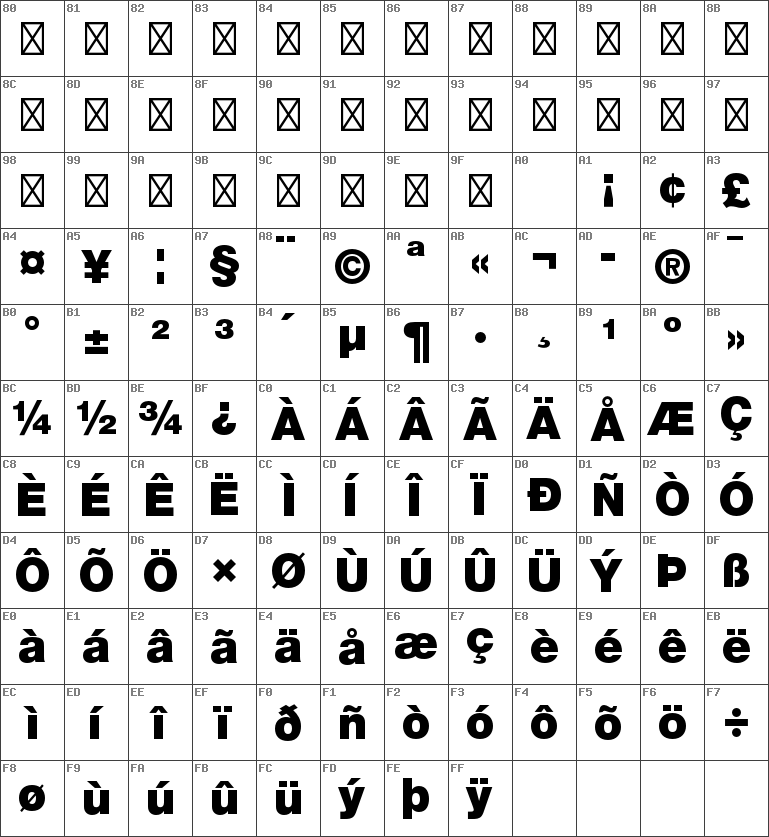 80 81 82 83 84 85 86 87 88 89 8A 8B
8C 8D 8E 8F 90 91 92 93 94 95 96 97
98 99 9A 9B 9C 9D 9E 9F A0 A1 A2 A3
¡ ¢ £
A4 A5 A6 A7 A8 A9 AA AB AC AD AE AF
¤ ¥ ¦ § ¨ © ª « ¬ - ® ¯
B0 B1 B2 B3 B4 B5 B6 B7 B8 B9 BA BB
° ± ² ³ ´ µ ¶ · ¸ ¹ º »
BC BD BE BF C0 C1 C2 C3 C4 C5 C6 C7
¼ ½ ¾ ¿ À Á Â Ã Ä Å Æ Ç
C8 C9 CA CB CC CD CE CF D0 D1 D2 D3
È É Ê Ë Ì Í Î Ï Ð Ñ Ò Ó
D4 D5 D6 D7 D8 D9 DA DB DC DD DE DF
Ô Õ Ö × Ø Ù Ú Û Ü Ý Þ ß
E0 E1 E2 E3 E4 E5 E6 E7 E8 E9 EA EB
à á â ã ä å æ ç è é ê ë
EC ED EE EF F0 F1 F2 F3 F4 F5 F6 F7
ì í î ï ð ñ ò ó ô õ ö ÷
F8 F9 FA FB FC FD FE FF
ø ù ú û ü ý þ ÿ